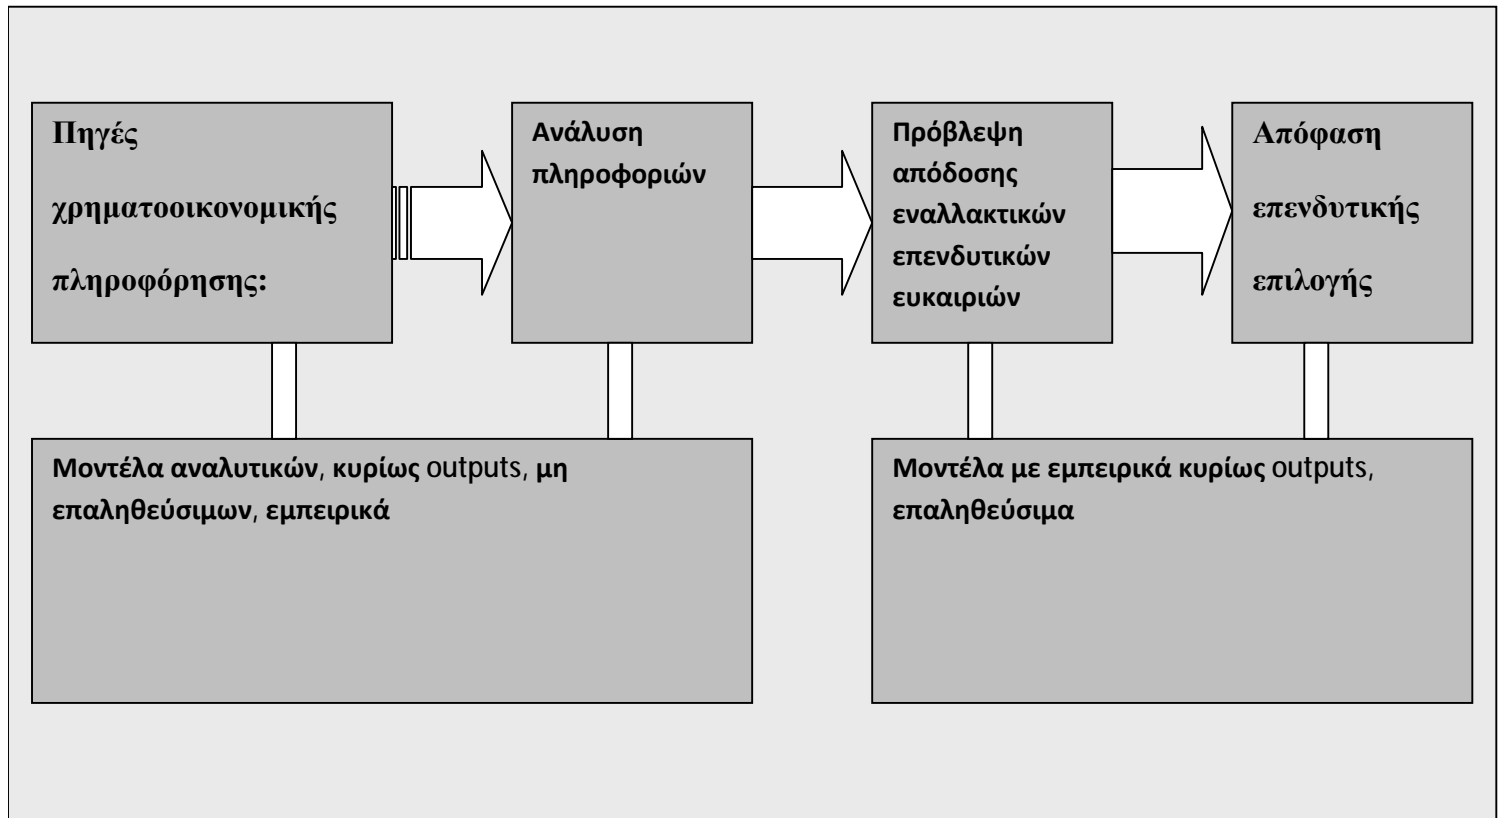 Πηγές
χρηματοοικονομικής
πληροφόρησης:
Ανάλυση
πληροφοριών
Πρόβλεψη
απόδοσης
εναλλακτικών
επενδυτικών
ευκαιριών
Απόφαση
επενδυτικής
επιλογής
Μοντέλα αναλυτικών, κυρίως outputs, μη
επαληθεύσιμων, εμπειρικά
Μοντέλα με εμπειρικά κυρίως outputs,
επαληθεύσιμα